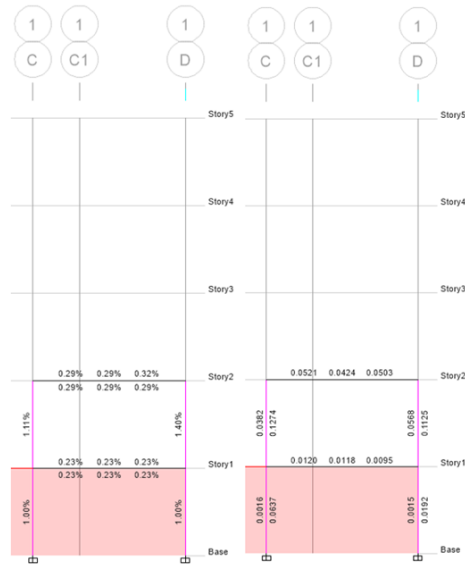 1 1 1 1 1 1
C C1 D C C1 D
Story5 Story5
Story4 Story4
Story3 Story3
0.29% 0.29% 0.32% Story2 0.0521 0.0424 0.0503 Story2
0.29% 0.29% 0.29%
1.11% 1.40% 0.0382 0.1274 0.0568 0.1125
0.23% 0.23% 0.23% Story1 0.0120 0.0118 0.0095 Story1
0.23% 0.23% 0.23%
1.00% 1.00% 0.0016 0.0637 0.0015 0.0192
Base Base